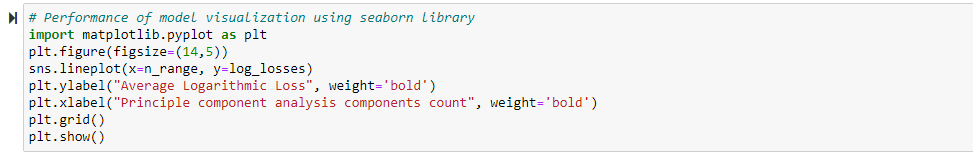 # Performance of model visualization using seaborn library
import matplotlib.pyplot as plt
plt.figure(figsize=(14,5))
sns.lineplot(x=n_range, y=log_losses)
plt.ylabel("Average Logarithmic Loss", weight='bold')
plt.xlabel("Principle component analysis components count", weight='bold')
plt.grid()
plt.show()